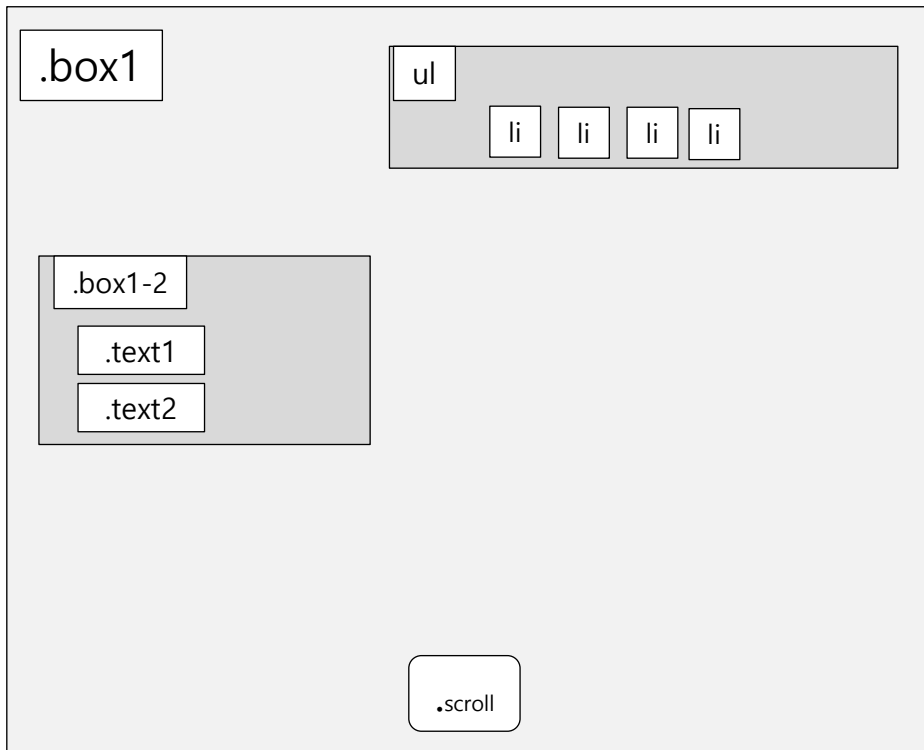 .box1
ul
li li li li
.box1-2
.text1
.text2
.scroll